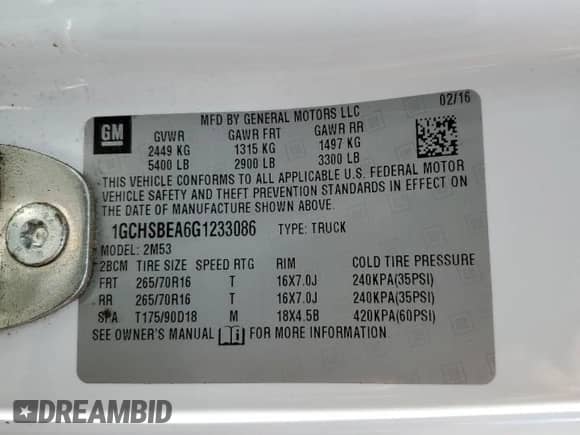 MFD BY GENERAL MOTORS LLC 02/16
GM
GVWR GAWR FRT GAWR RR
2449 KG 1315 KG 1497 KG
5400 LB 2900 LB 3300 LB
THIS VEHICLE CONFORMS TO ALL APPLICABLE U.S. FEDERAL MOTOR
VEHICLE SAFETY AND THEFT PREVENTION STANDARDS IN EFFECT ON
THE DATE OF MANUFACTURE SHOWN ABOVE.
1GCHSBEA6G1233086 TYPE: TRUCK
MODEL: 2M53
2BCM TIRE SIZE SPEED RTG RIM COLD TIRE PRESSURE
FRT 265/70R16 T 16X7.0J 240KPA(35PSI)
RR 265/70R16 T 16X7.0J 240KPA(35PSI)
SPA T175/90D18 M 18X4.5B 420KPA(60PSI)
SEE OWNER'S MANUAL FOR MORE INFORMATION.
DREAMBID